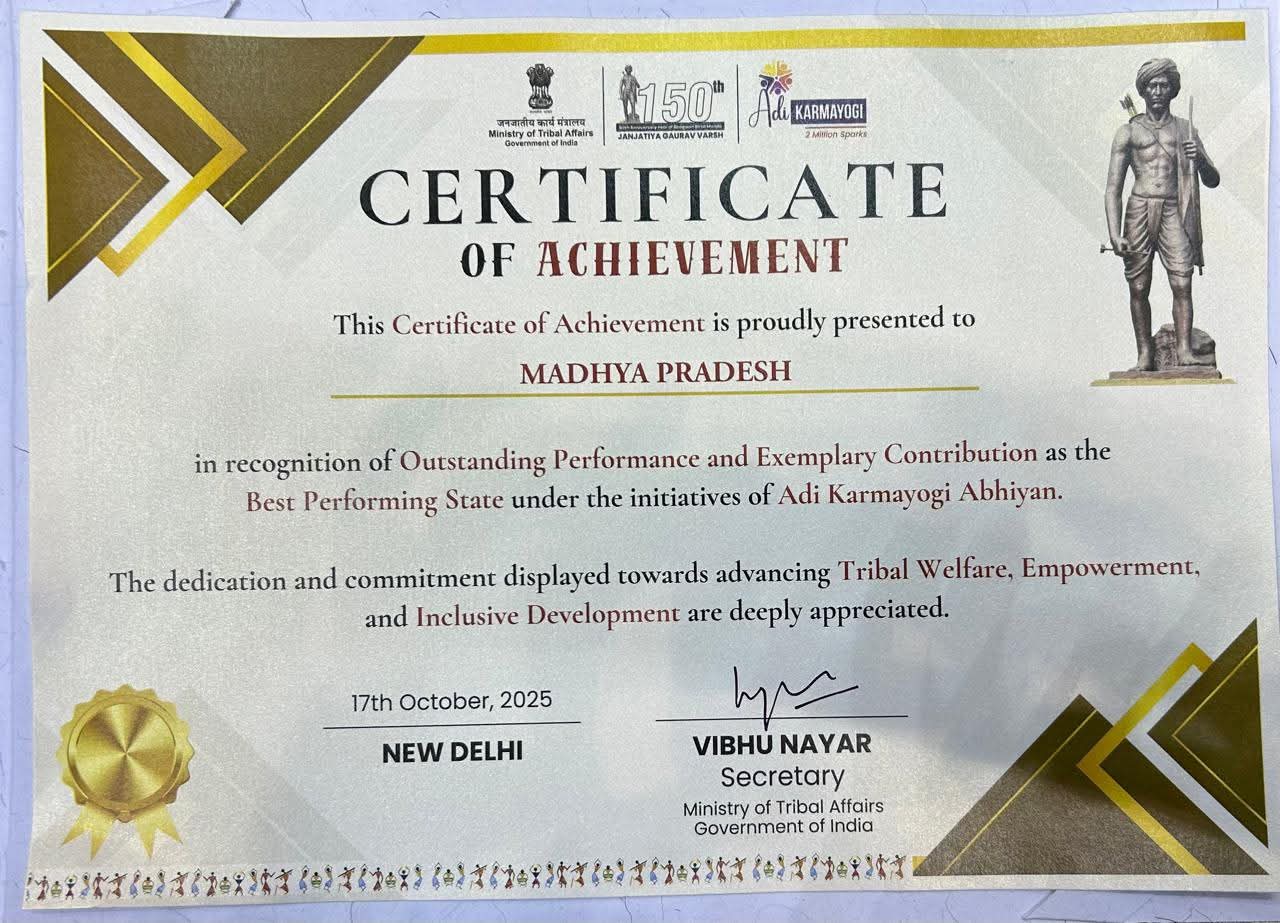 जनजातीय कार्य मंत्रालय
Ministry of Tribal Affairs
Government of India
150th
JANJATIYA GAURAV VARSH
Adi KARMAYOGI
2 Million Sparks
CERTIFICATE
OF ACHIEVEMENT
This Certificate of Achievement is proudly presented to
MADHYA PRADESH
in recognition of Outstanding Performance and Exemplary Contribution as the
Best Performing State under the initiatives of Adi Karmayogi Abhiyan.
The dedication and commitment displayed towards advancing Tribal Welfare, Empowerment,
and Inclusive Development are deeply appreciated.
17th October, 2025
NEW DELHI
VIBHU NAYAR
Secretary
Ministry of Tribal Affairs
Government of India